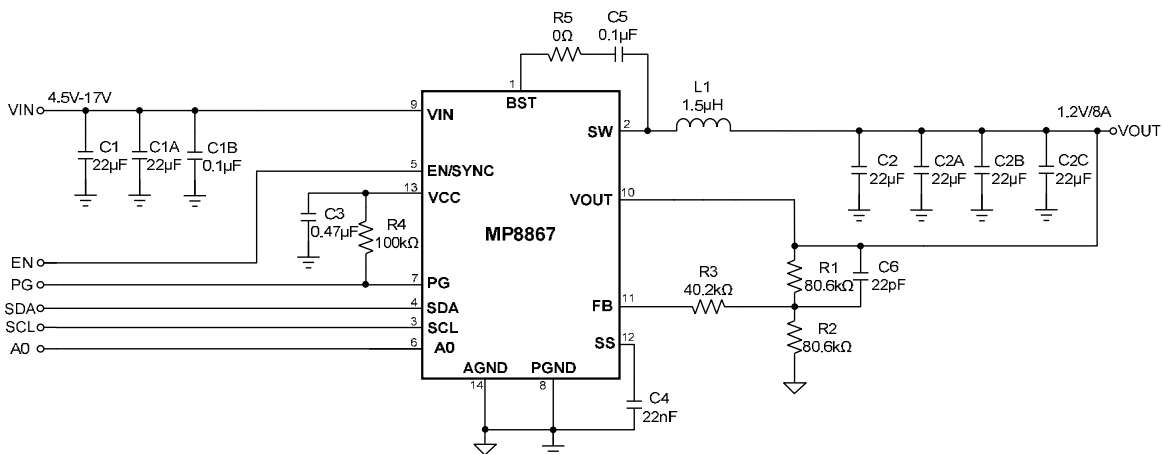 R5
0Ω
C5
0.1µF
1
BST
VIN
4.5V-17V
9
VIN
C1
22µF
C1A
22µF
C1B
0.1µF
SW
2
L1
1.5µH
1.2V/8A
VOUT
C2
22µF
C2A
22µF
C2B
22µF
C2C
22µF
5
EN/SYNC
13
VCC
C3
0.47µF
R4
100kΩ
VOUT
10
MP8867
EN
PG
7
PG
SDA
4
SDA
SCL
3
SCL
A0
6
A0
FB
11
R3
40.2kΩ
R1
80.6kΩ
C6
22pF
R2
80.6kΩ
SS
12
AGND
14
PGND
8
C4
22nF